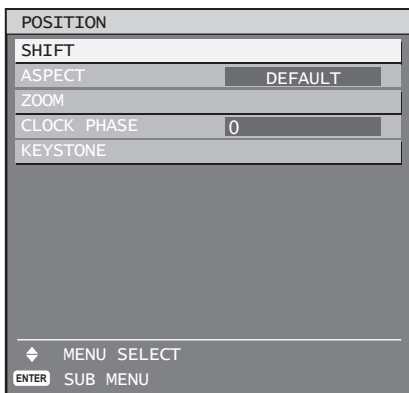 POSITION
SHIFT
ASPECT DEFAULT
ZOOM
CLOCK PHASE 0
KEYSTONE
MENU SELECT
ENTER SUB MENU